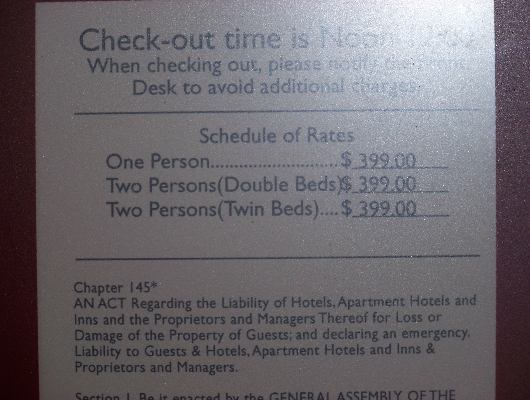 Check-out time is Noon
When checking out, please notify the Front
Desk to avoid additional charges.
Schedule of Rates
One Person............................$ 399.00
Two Persons(Double Beds)$ 399.00
Two Persons(Twin Beds)....$ 399.00
Chapter 145*
AN ACT Regarding the Liability of Hotels, Apartment Hotels and
Inns and the Proprietors and Managers Thereof for Loss or
Damage of the Property of Guests; and declaring an emergency.
Liability to Guests & Hotels, Apartment Hotels and Inns &
Proprietors and Managers.
Section 1. Be it enacted by the GENERAL ASSEMBLY OF THE